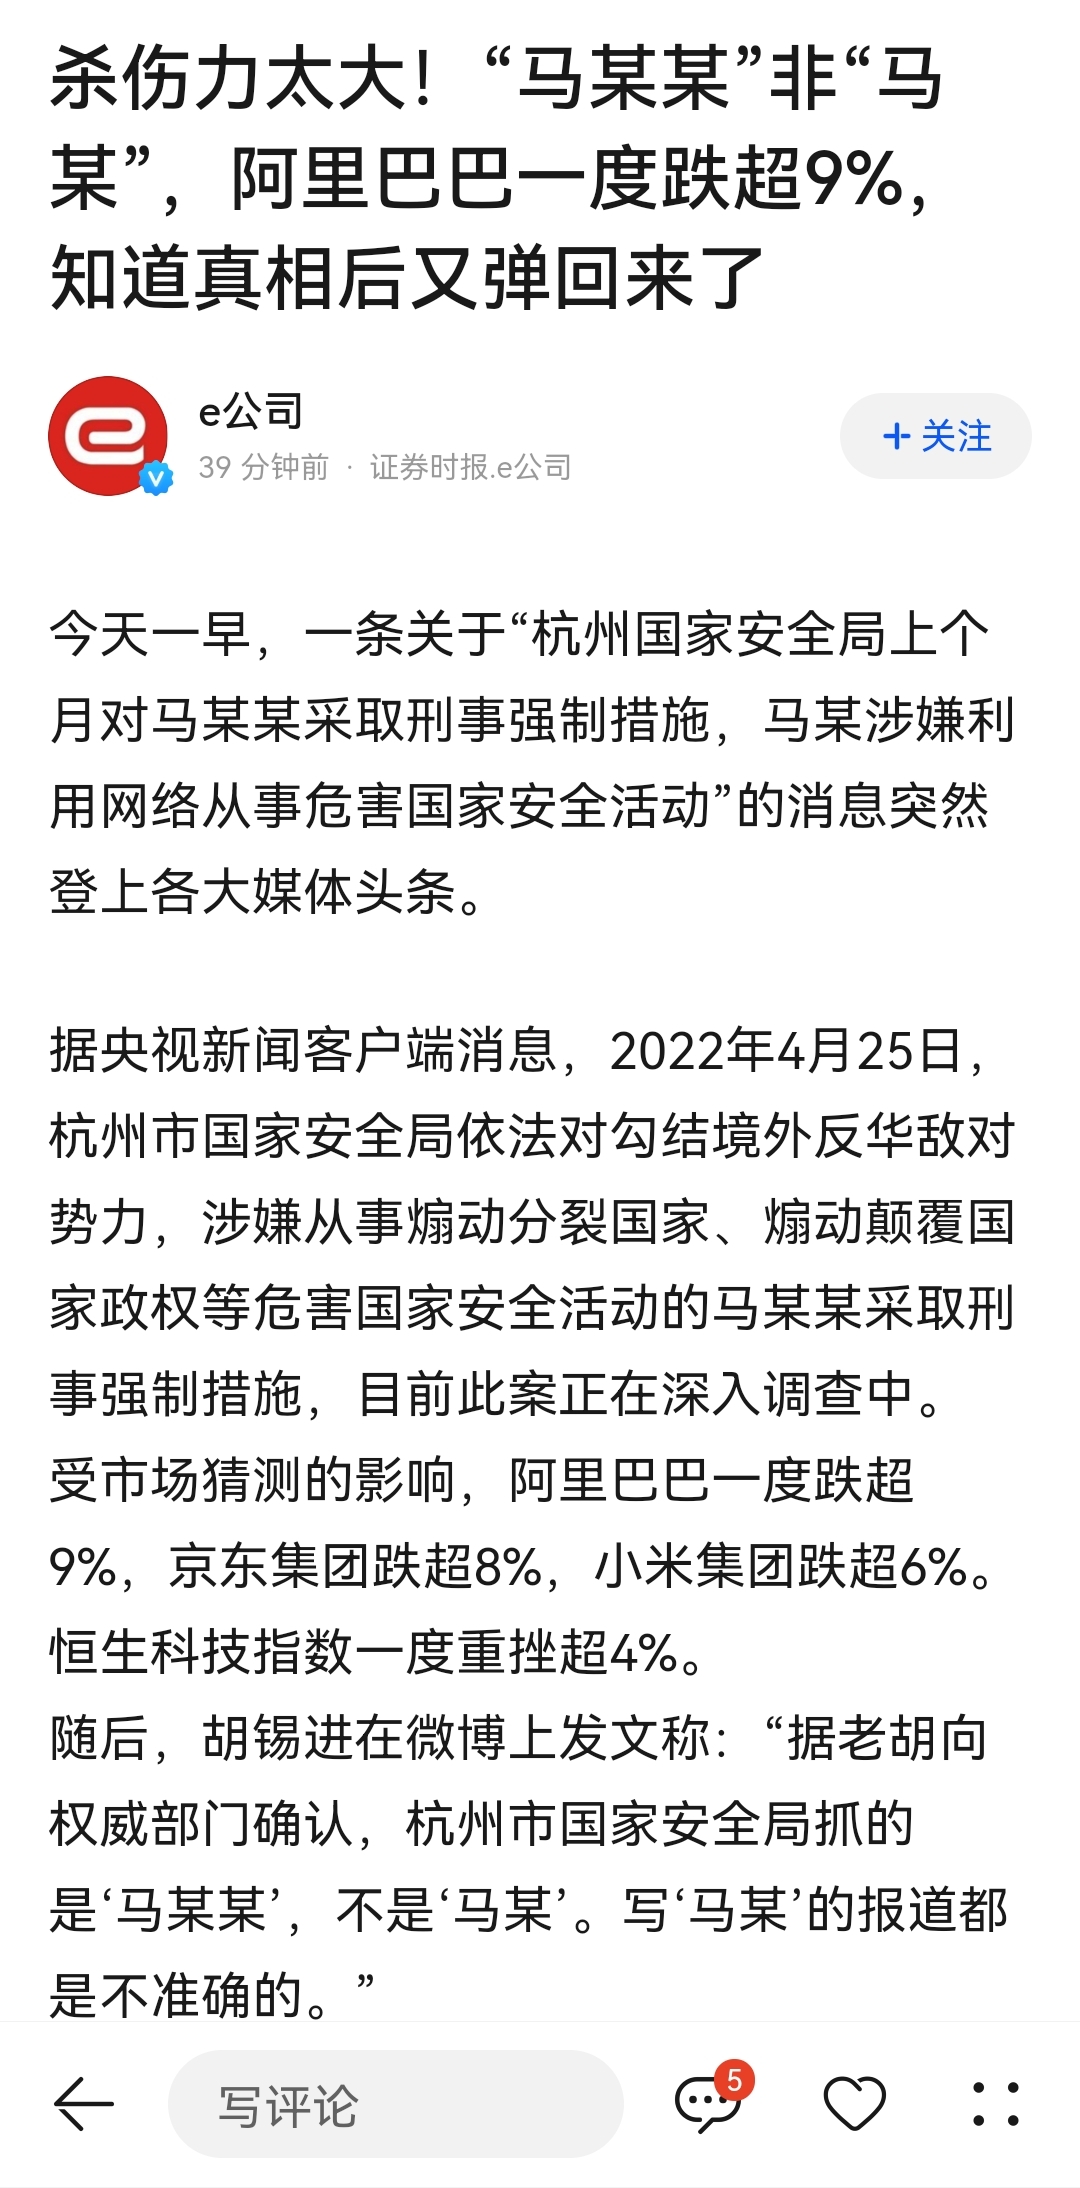 杀伤力太大！“马某某”非“马
某”，阿里巴巴一度跌超9%，
知道真相后又弹回来了
e公司
39 分钟前 · 证券时报.e公司
+ 关注
今天一早，一条关于“杭州国家安全局上个
月对马某某采取刑事强制措施，马某涉嫌利
用网络从事危害国家安全活动”的消息突然
登上各大媒体头条。
据央视新闻客户端消息，2022年4月25日，
杭州市国家安全局依法对勾结境外反华敌对
势力，涉嫌从事煽动分裂国家、煽动颠覆国
家政权等危害国家安全活动的马某某采取刑
事强制措施，目前此案正在深入调查中。
受市场猜测的影响，阿里巴巴一度跌超
9%，京东集团跌超8%，小米集团跌超6%。
恒生科技指数一度重挫超4%。
随后，胡锡进在微博上发文称：“据老胡向
权威部门确认，杭州市国家安全局抓的
是‘马某某’，不是‘马某’。写‘马某’的报道都
是不准确的。”
写评论
5